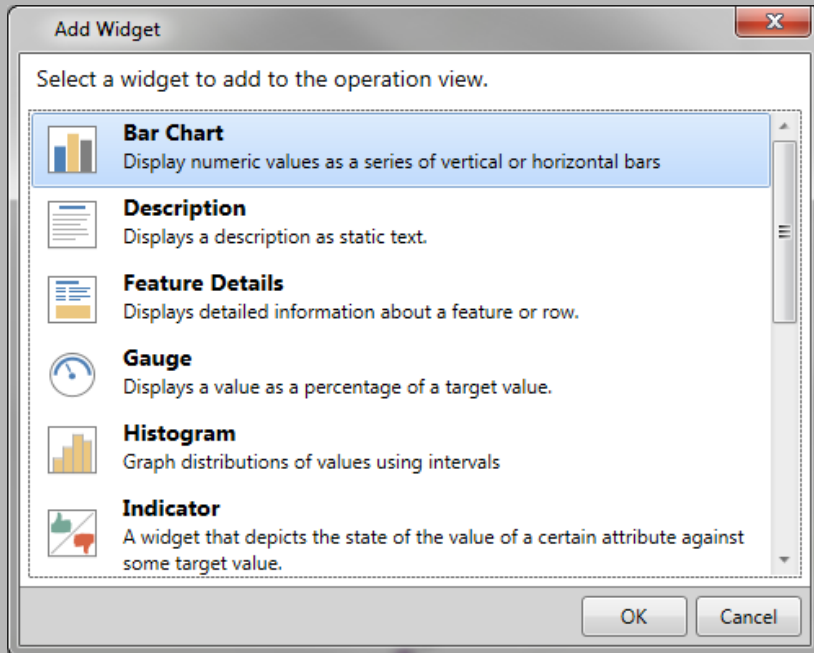 Add Widget
Select a widget to add to the operation view.
Bar Chart
Display numeric values as a series of vertical or horizontal bars
Description
Displays a description as static text.
Feature Details
Displays detailed information about a feature or row.
Gauge
Displays a value as a percentage of a target value.
Histogram
Graph distributions of values using intervals
Indicator
A widget that depicts the state of the value of a certain attribute against
some target value.
OK Cancel